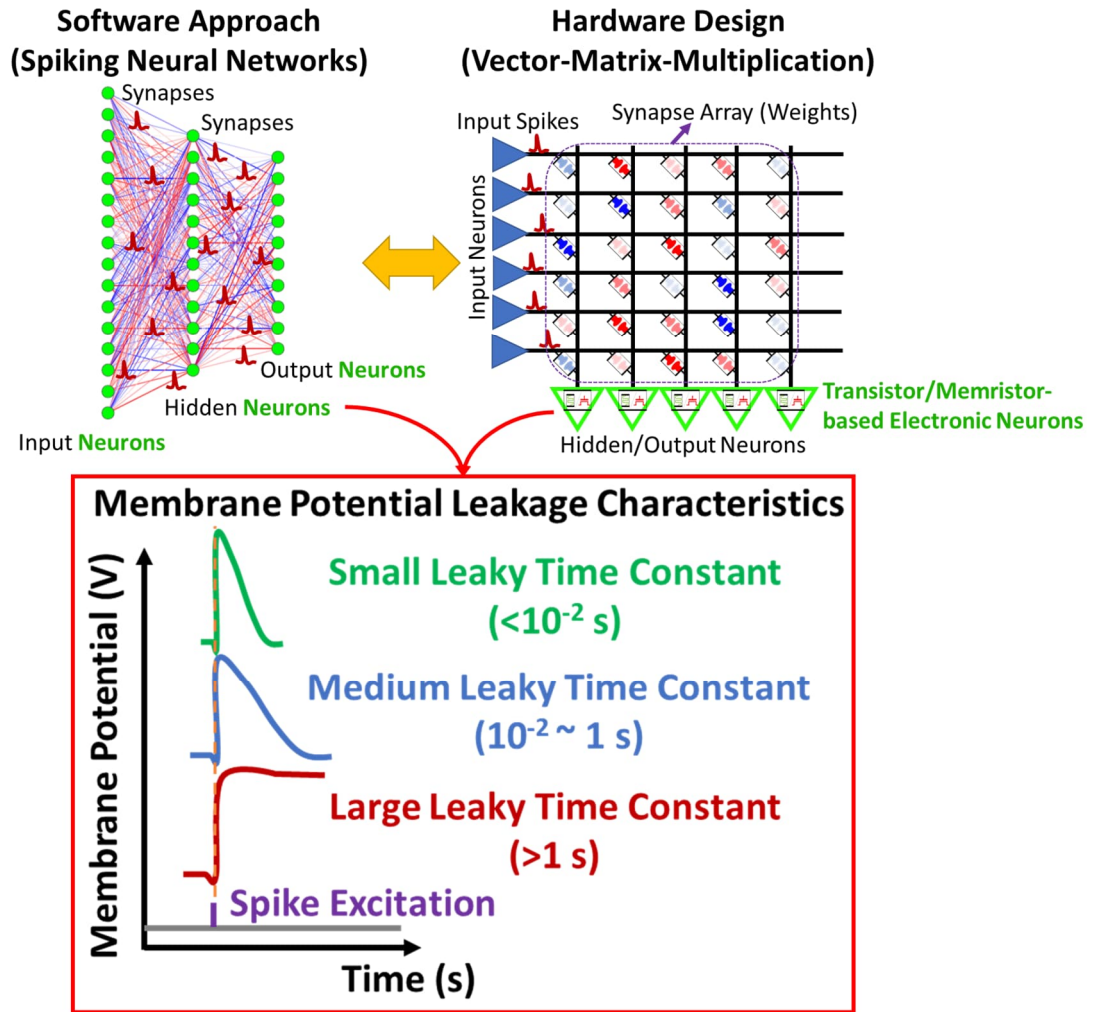 Software Approach
(Spiking Neural Networks)
Synapses
Synapses
Output Neurons
Hidden Neurons
Input Neurons
Hardware Design
(Vector-Matrix-Multiplication)
Input Spikes
Synapse Array (Weights)
Input Neurons
Transistor/Memristor-
based Electronic Neurons
Hidden/Output Neurons
Membrane Potential Leakage Characteristics
Membrane Potential (V)
Small Leaky Time Constant
(<10⁻² s)
Medium Leaky Time Constant
(10⁻² ~ 1 s)
Large Leaky Time Constant
(>1 s)
Spike Excitation
Time (s)